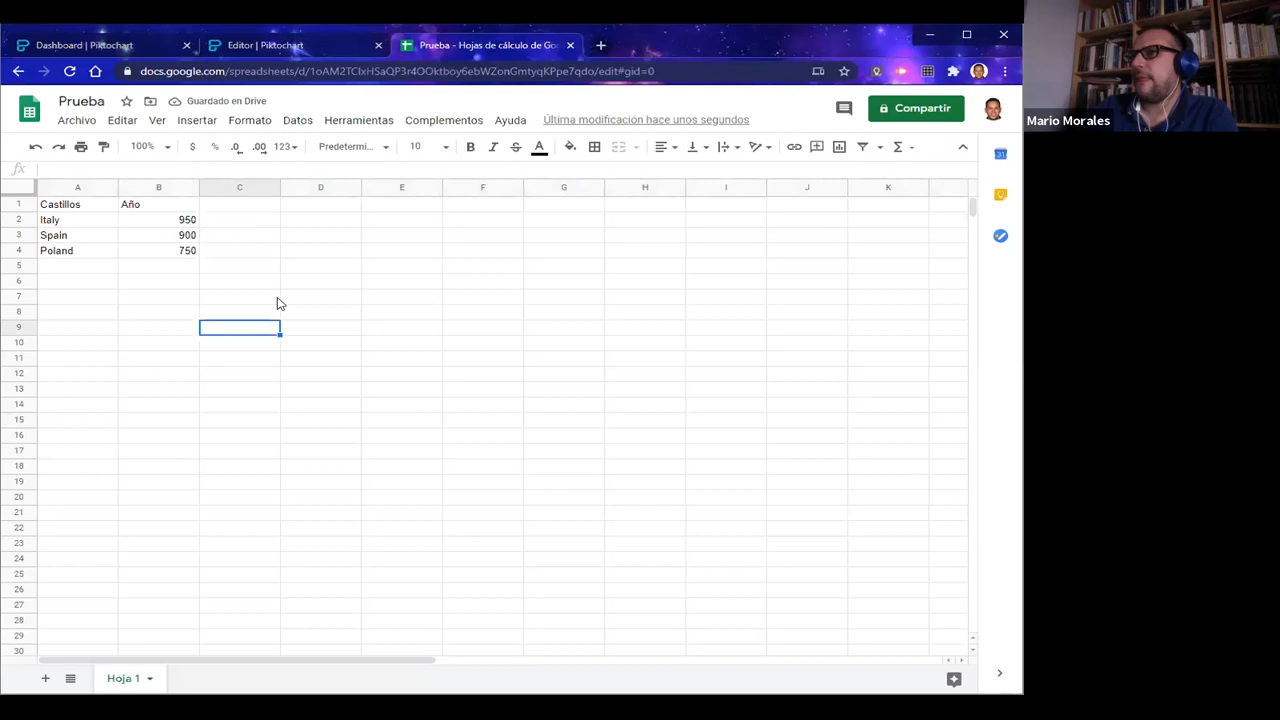 Dashboard | Piktochart
Editor | Piktochart
Prueba - Hojas de cálculo de Goo
docs.google.com/spreadsheets/d/1oAM2TCIxHSaQP3r4OOktboy6ebWZonGmtyqKPpe7qdo/edit#gid=0
Prueba
Guardado en Drive
Archivo Editar Ver Insertar Formato Datos Herramientas Complementos Ayuda Última modificación hace unos segundos
Compartir
Mario Morales
100% $ % .0 .00 123 Predetermi... 10 B I S A
31
fx
A B C D E F G H I J K
1 Castillos Año
2 Italy 950
3 Spain 900
4 Poland 750
5
6
7
8
9
10
11
12
13
14
15
16
17
18
19
20
21
22
23
24
25
26
27
28
29
30
Hoja 1